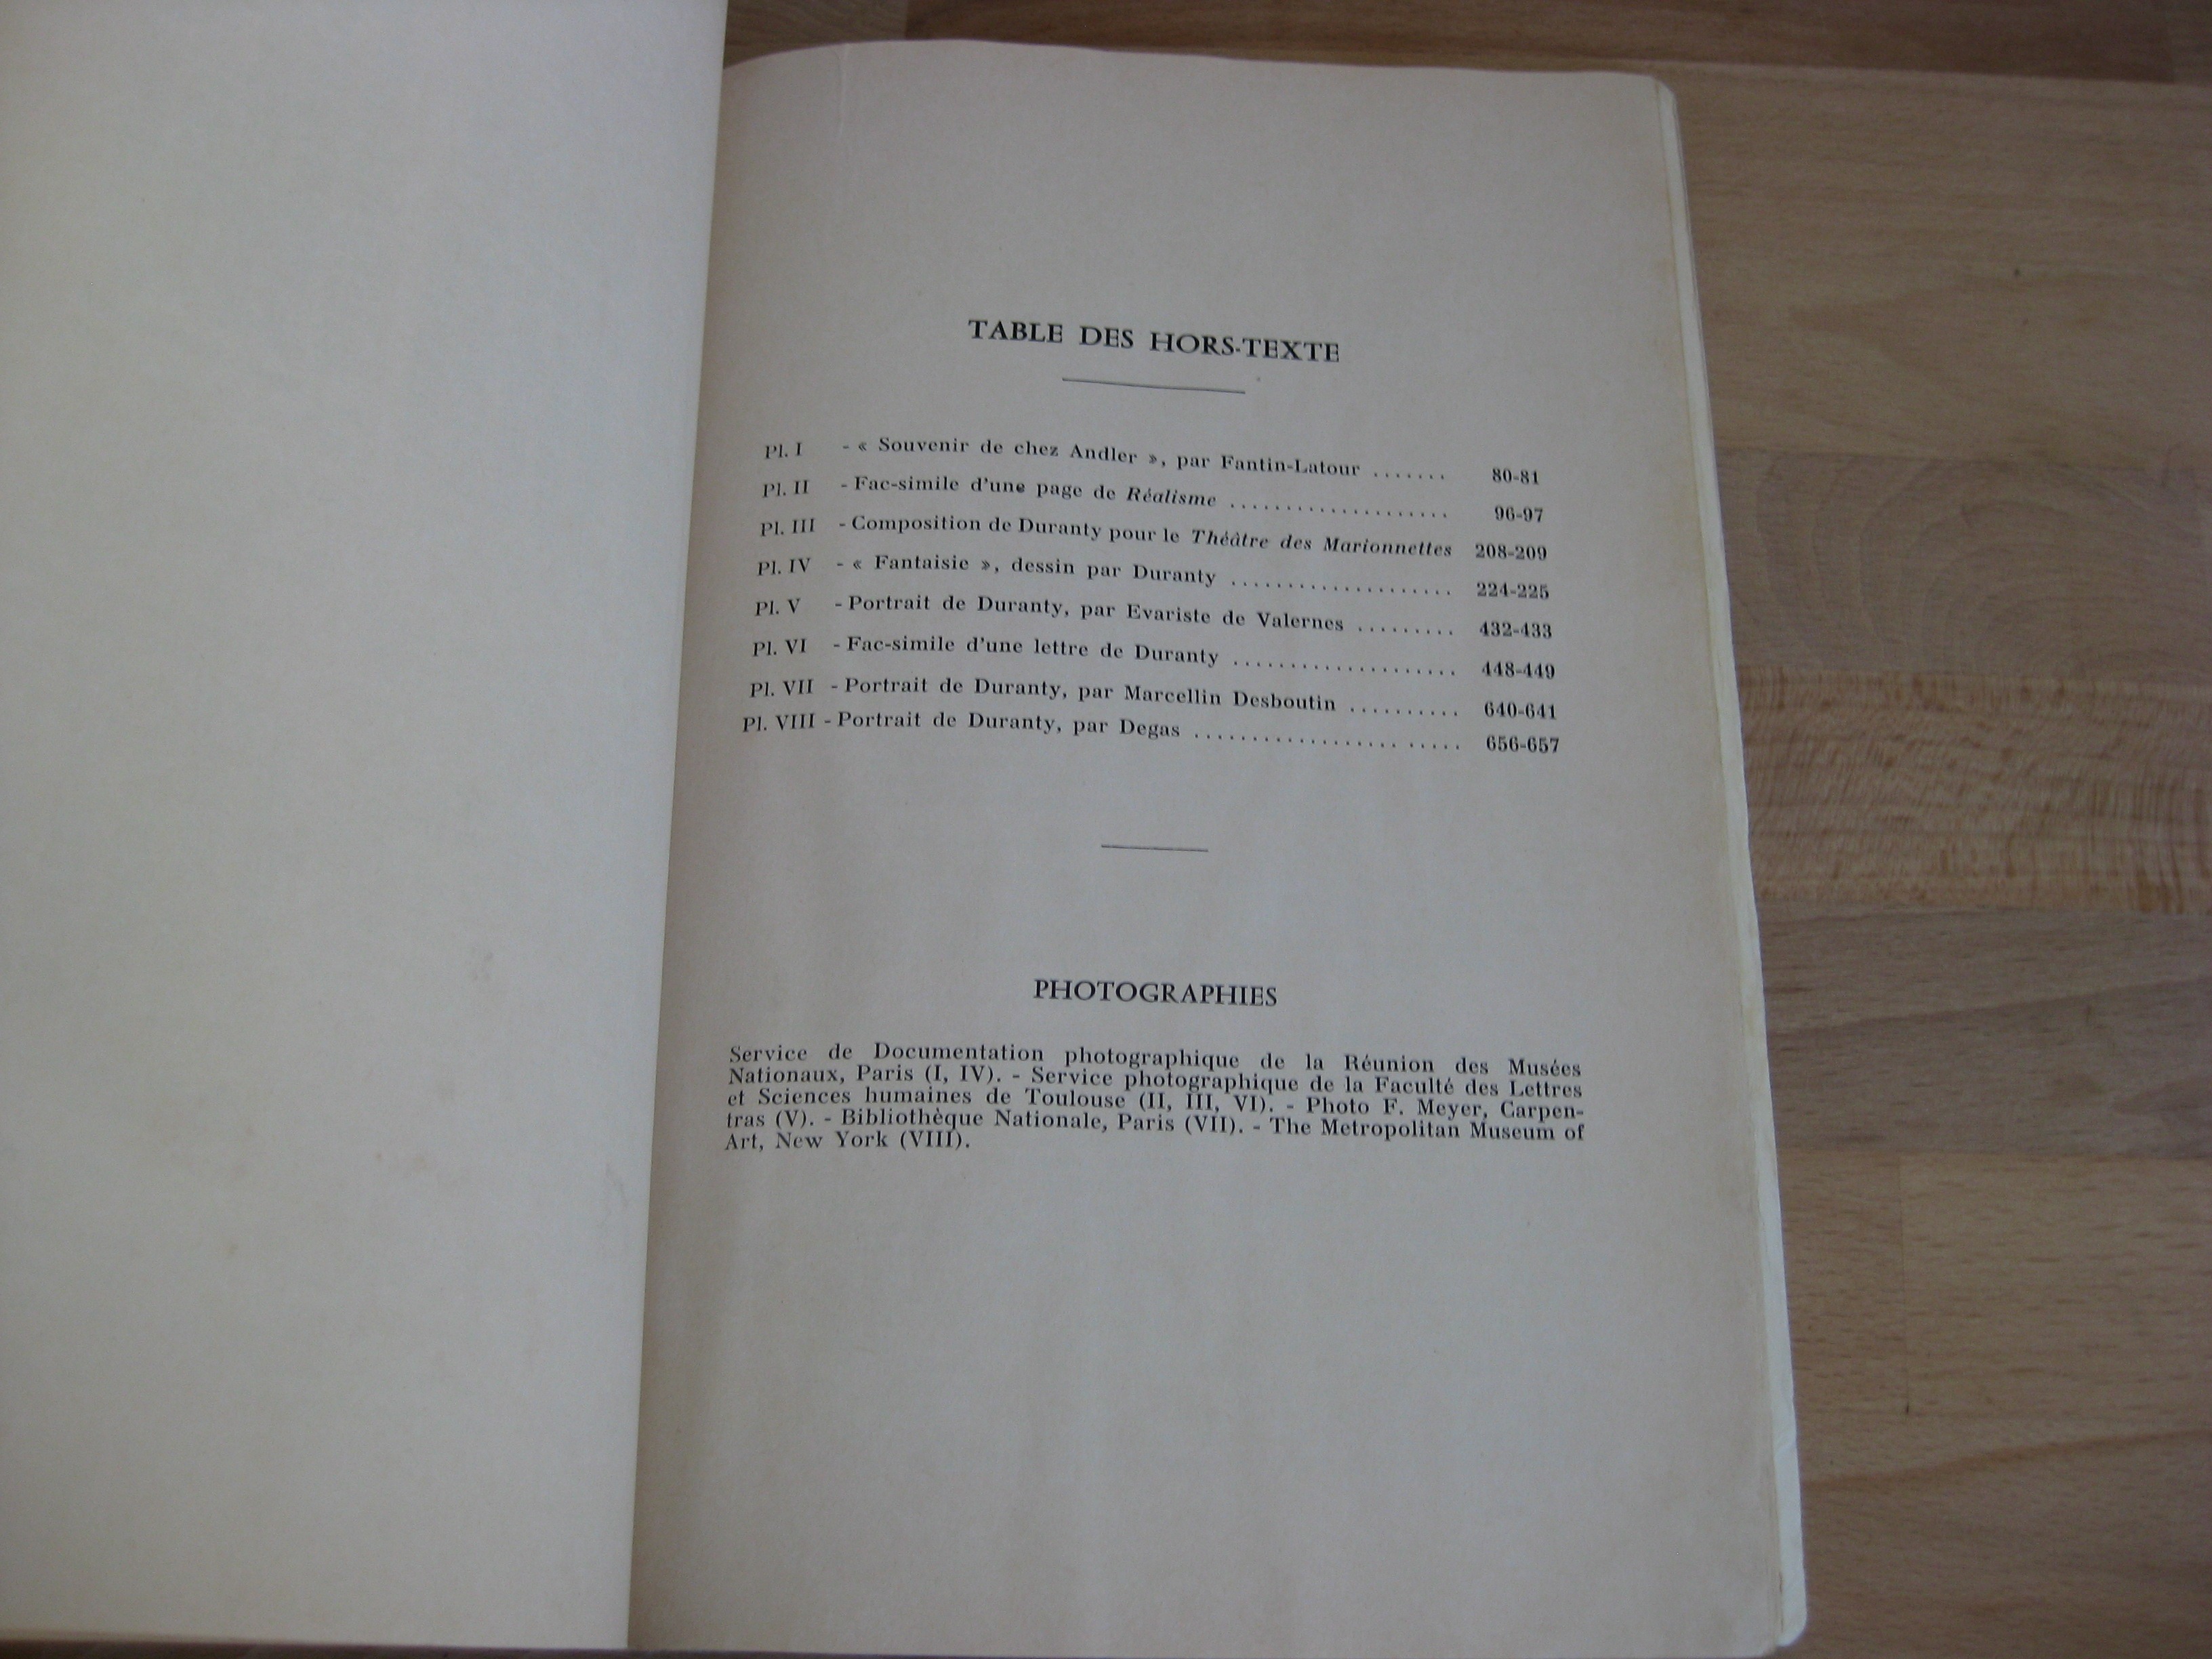 TABLE DES HORS-TEXTE
Pl. I - « Souvenir de chez Andler », par Fantin-Latour ....... 80-81
Pl. II - Fac-simile d'une page de Réalisme .................... 96-97
Pl. III - Composition de Duranty pour le Théâtre des Marionnettes 208-209
Pl. IV - « Fantaisie », dessin par Duranty .................... 224-225
Pl. V - Portrait de Duranty, par Evariste de Valernes ......... 432-433
Pl. VI - Fac-simile d'une lettre de Duranty .................... 448-449
Pl. VII - Portrait de Duranty, par Marcellin Desboutin .......... 640-641
Pl. VIII - Portrait de Duranty, par Degas ....................... 656-657
PHOTOGRAPHIES
Service de Documentation photographique de la Réunion des Musées
Nationaux, Paris (I, IV). - Service photographique de la Faculté des Lettres
et Sciences humaines de Toulouse (II, III, VI). - Photo F. Meyer, Carpen-
tras (V). - Bibliothèque Nationale, Paris (VII). - The Metropolitan Museum of
Art, New York (VIII).